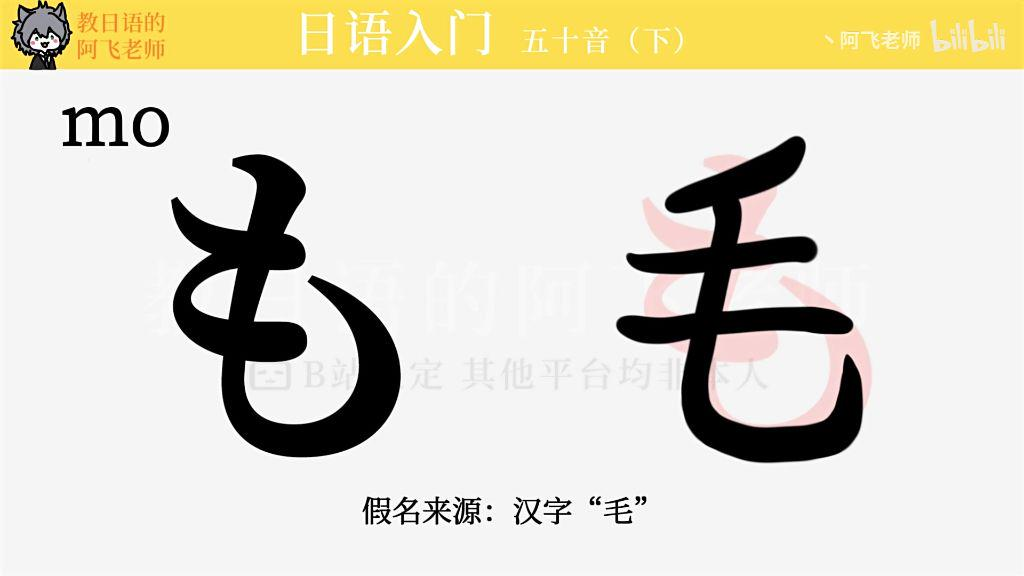 教日语的
阿飞老师
日语入门 五十音（下）
丶阿飞老师 bilibili
mo
も 毛
教日语的阿飞老师
B站 定 其他平台均非本人
假名来源：汉字“毛”